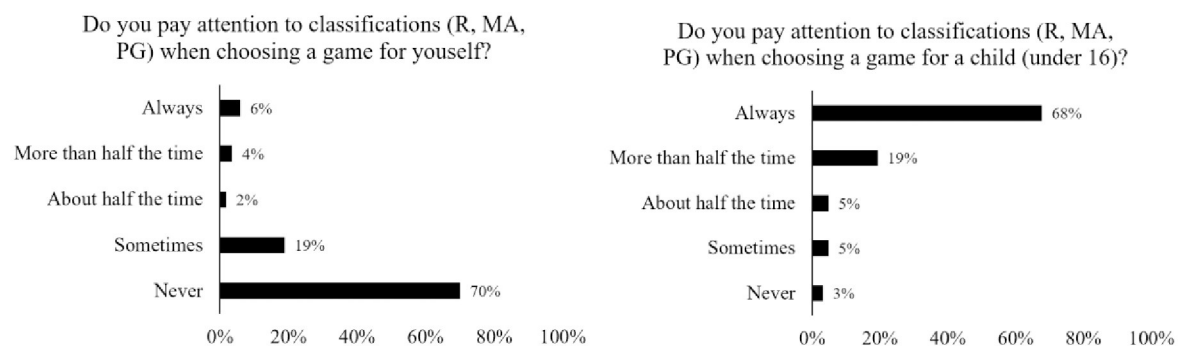 Do you pay attention to classifications (R, MA,
PG) when choosing a game for youself?
Always 6%
More than half the time 4%
About half the time 2%
Sometimes 19%
Never 70%
0% 20% 40% 60% 80% 100%
Do you pay attention to classifications (R, MA,
PG) when choosing a game for a child (under 16)?
Always 68%
More than half the time 19%
About half the time 5%
Sometimes 5%
Never 3%
0% 20% 40% 60% 80% 100%